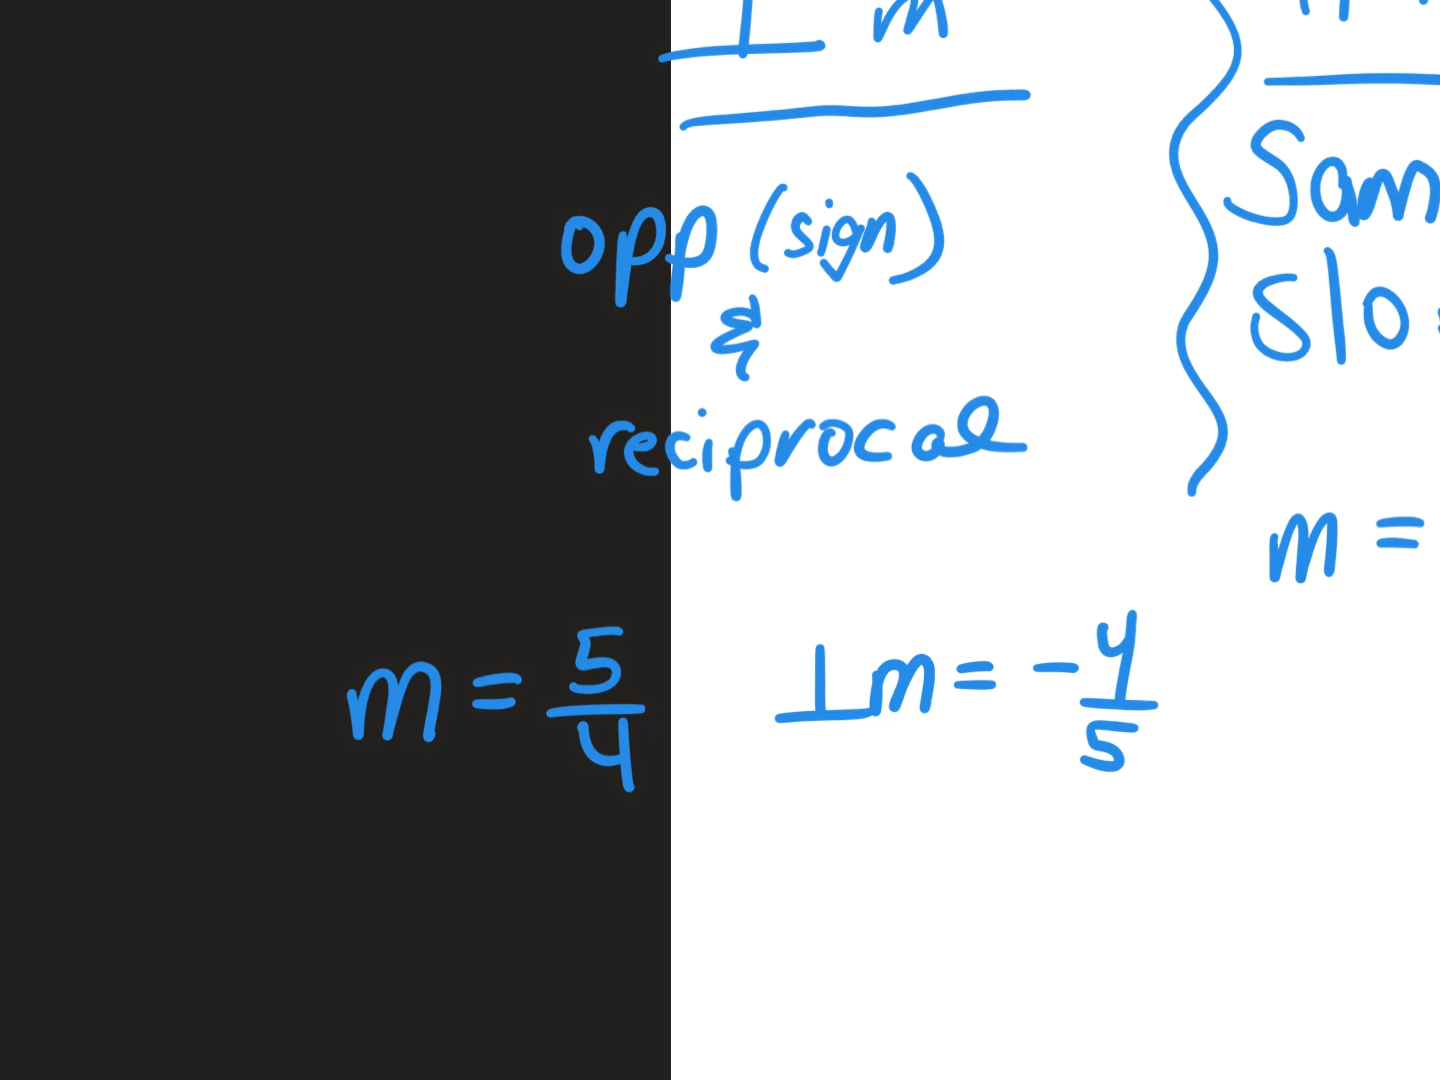 ⊥ m
opp (sign)
&
reciprocal
m = 5/4 ⊥m = - 4/5
Sam
Slo
m =